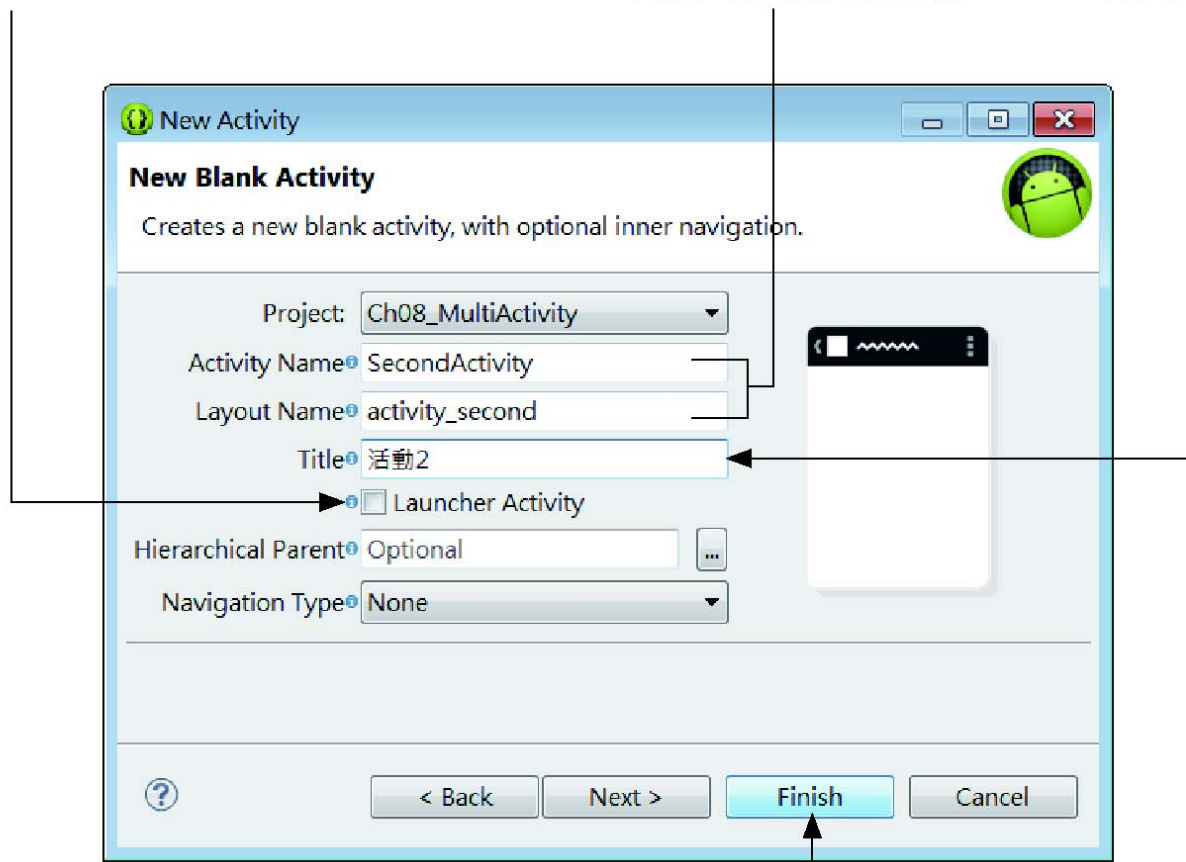 New Activity
New Blank Activity
Creates a new blank activity, with optional inner navigation.
Project: Ch08_MultiActivity
Activity Name SecondActivity
Layout Name activity_second
Title 活動2
Launcher Activity
Hierarchical Parent Optional ...
Navigation Type None
< Back Next > Finish Cancel